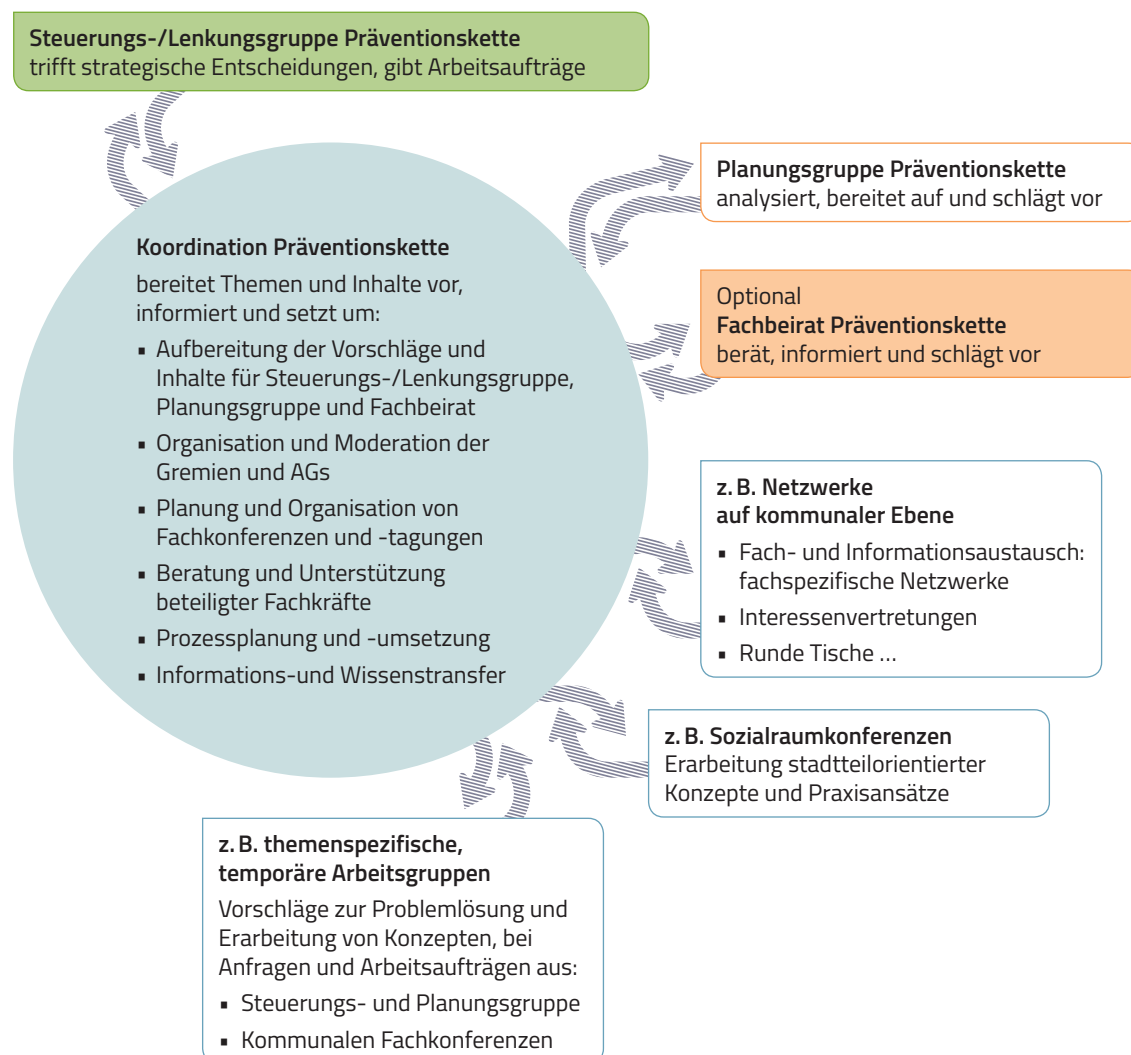 Steuerungs-/Lenkungsgruppe Präventionskette
trifft strategische Entscheidungen, gibt Arbeitsaufträge
Planungsgruppe Präventionskette
analysiert, bereitet auf und schlägt vor
Optional
Fachbeirat Präventionskette
berät, informiert und schlägt vor
Koordination Präventionskette
bereitet Themen und Inhalte vor,
informiert und setzt um:
▪ Aufbereitung der Vorschläge und
Inhalte für Steuerungs-/Lenkungsgruppe,
Planungsgruppe und Fachbeirat
▪ Organisation und Moderation der
Gremien und AGs
▪ Planung und Organisation von
Fachkonferenzen und -tagungen
▪ Beratung und Unterstützung
beteiligter Fachkräfte
▪ Prozessplanung und -umsetzung
▪ Informations-und Wissenstransfer
z. B. Netzwerke
auf kommunaler Ebene
▪ Fach- und Informationsaustausch:
fachspezifische Netzwerke
▪ Interessenvertretungen
▪ Runde Tische ...
z. B. Sozialraumkonferenzen
Erarbeitung stadtteilorientierter
Konzepte und Praxisansätze
z. B. themenspezifische,
temporäre Arbeitsgruppen
Vorschläge zur Problemlösung und
Erarbeitung von Konzepten, bei
Anfragen und Arbeitsaufträgen aus:
▪ Steuerungs- und Planungsgruppe
▪ Kommunalen Fachkonferenzen